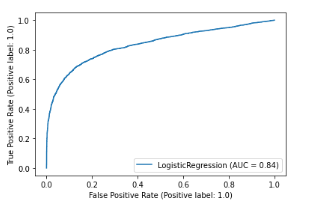 1.0
0.8
0.6
0.4
0.2
0.0
True Positive Rate (Positive label: 1.0)
LogisticRegression (AUC = 0.84)
0.0 0.2 0.4 0.6 0.8 1.0
False Positive Rate (Positive label: 1.0)